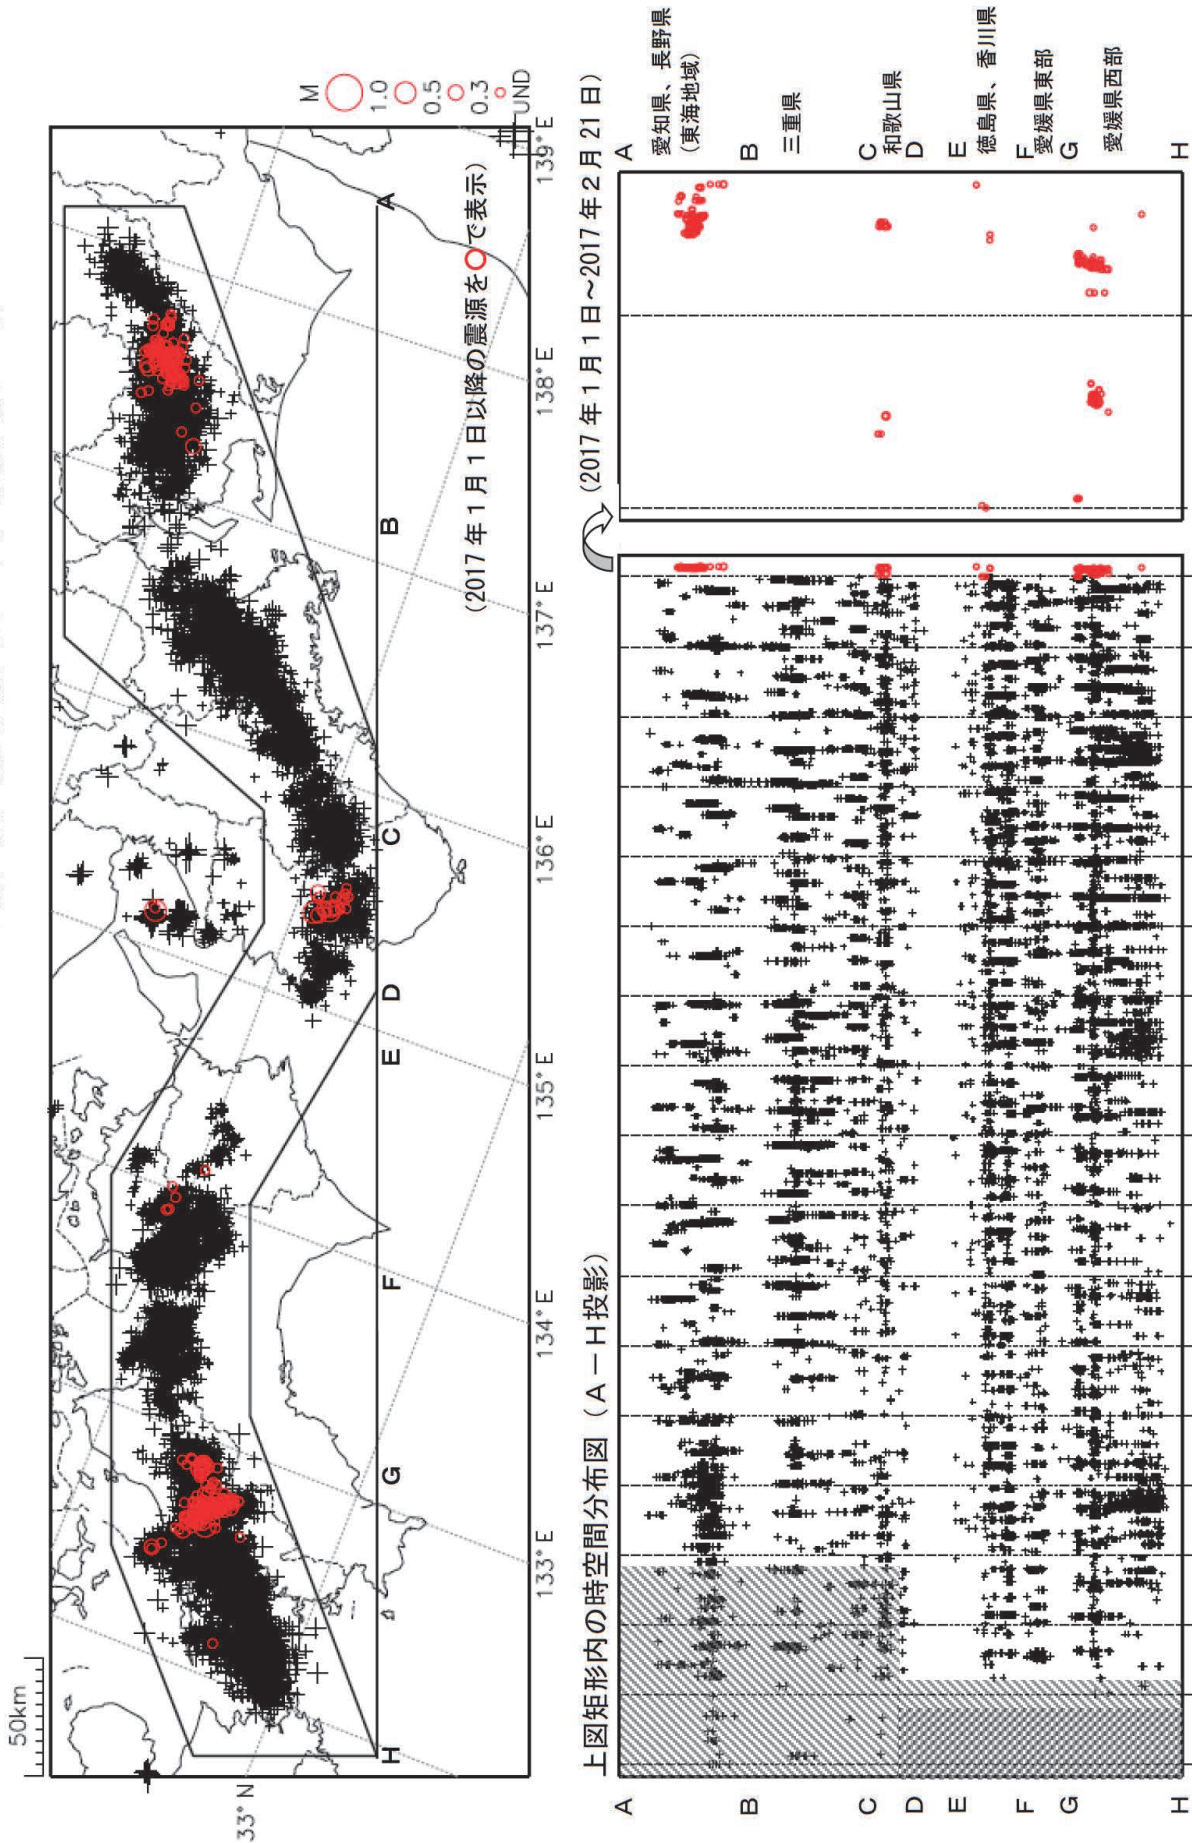 50km
33° N
133° E
134° E
135° E
136° E
137° E
138° E
139° E
H
G
F
E
D
C
B
A
M
1.0
0.5
0.3
UND
(2017年1月1日以降の震源を○で表示)
上図矩形内の時空間分布図(A-H投影)
(2017年1月1日~2017年2月21日)
A
B
C
D
E
F
G
H
A
愛知県、長野県
(東海地域)
B
三重県
C
和歌山県
D
E
徳島県、香川県
F
愛媛県東部
G
愛媛県西部
H